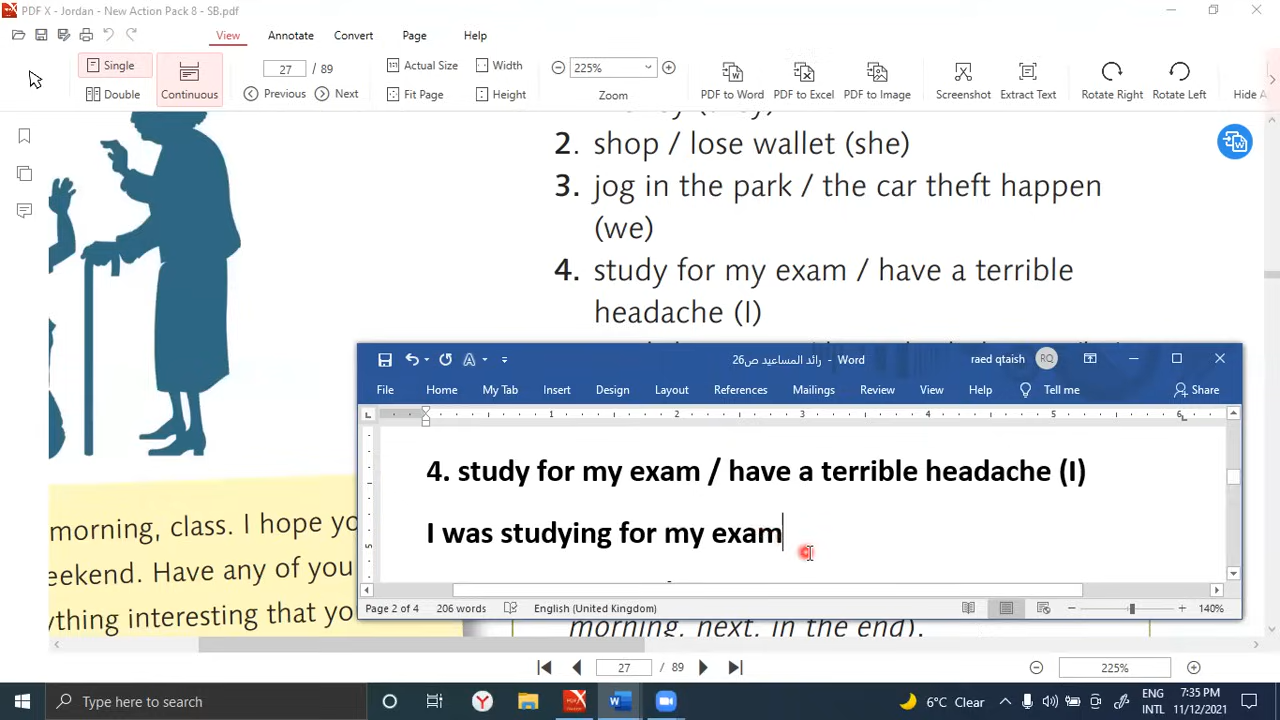 PDF X - Jordan - New Action Pack 8 - SB.pdf
View Annotate Convert Page Help
Single
Double
Continuous
27 / 89
Previous Next
Actual Size
Fit Page
Width
Height
225%
Zoom
PDF to Word
PDF to Excel
PDF to Image
Screenshot
Extract Text
Rotate Right
Rotate Left
Hide A
2. shop / lose wallet (she)
3. jog in the park / the car theft happen
(we)
4. study for my exam / have a terrible
headache (I)
رائد المساعيد ص26 - Word
raed qtaish RQ
File Home My Tab Insert Design Layout References Mailings Review View Help Tell me Share
1 2 3 4 5 6
4. study for my exam / have a terrible headache (I)
I was studying for my exam
Page 2 of 4 206 words English (United Kingdom) 140%
morning, class. I hope yo
eekend. Have any of you
ything interesting that yo
morning, next, in the end).
27 / 89
225%
Type here to search
6°C Clear
ENG
INTL
7:35 PM
11/12/2021